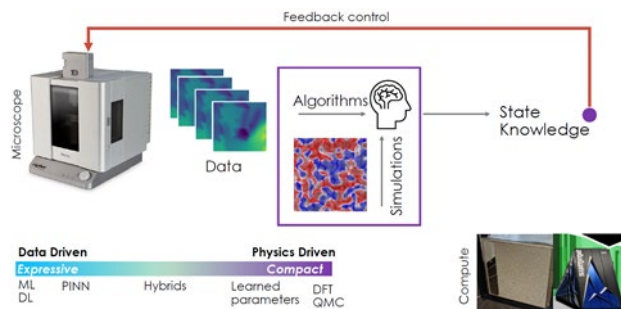 Feedback control
Microscope
Data
Algorithms
Simulations
State
Knowledge
Data Driven
Physics Driven
Expressive
Compact
ML
DL
PINN
Hybrids
Learned
parameters
DFT
QMC
Compute